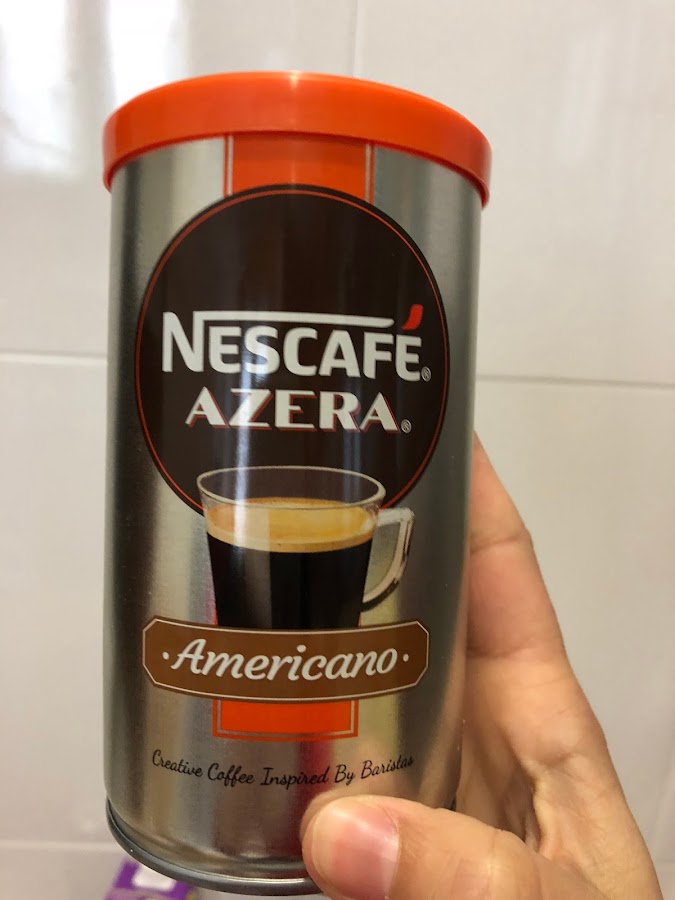 NESCAFÉ®
AZERA®
·Americano·
Creative Coffee Inspired By Baristas